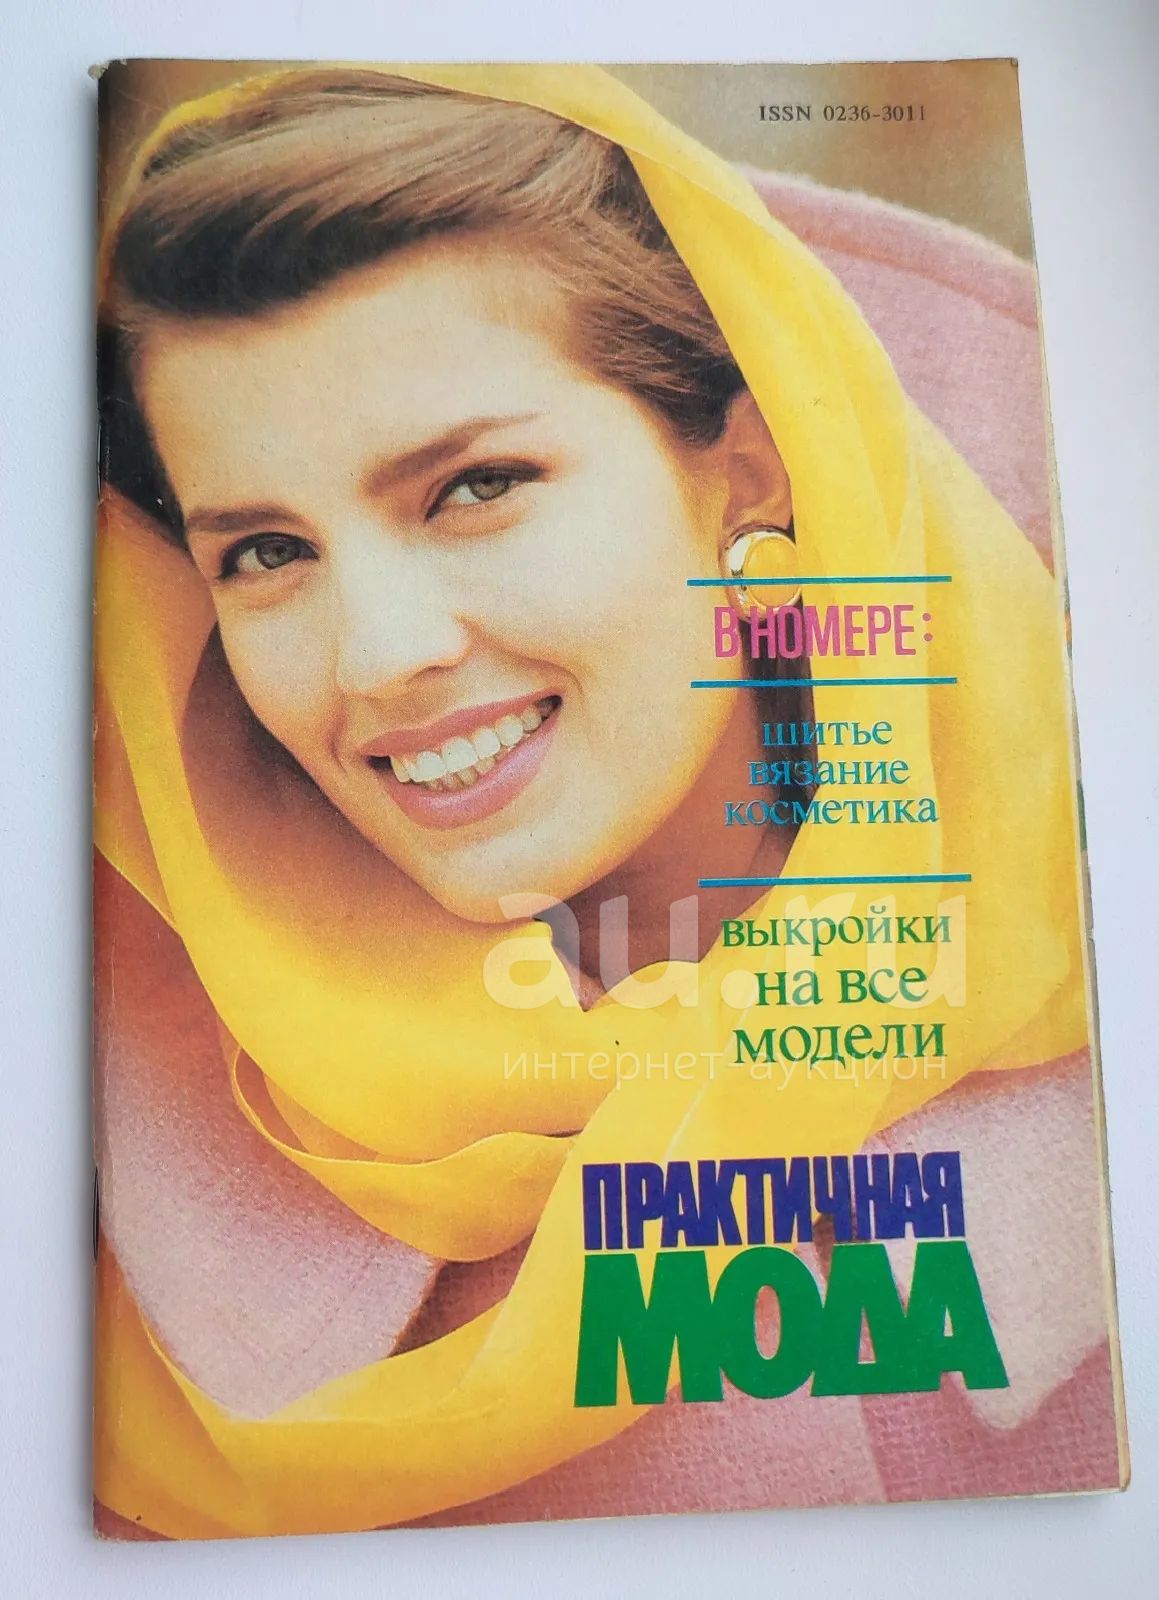 ISSN 0236-3011
В НОМЕРЕ:
шитье
вязание
косметика
выкройки
на все
модели
au.ru
интернет-аукцион
ПРАКТИЧНАЯ
МОДА